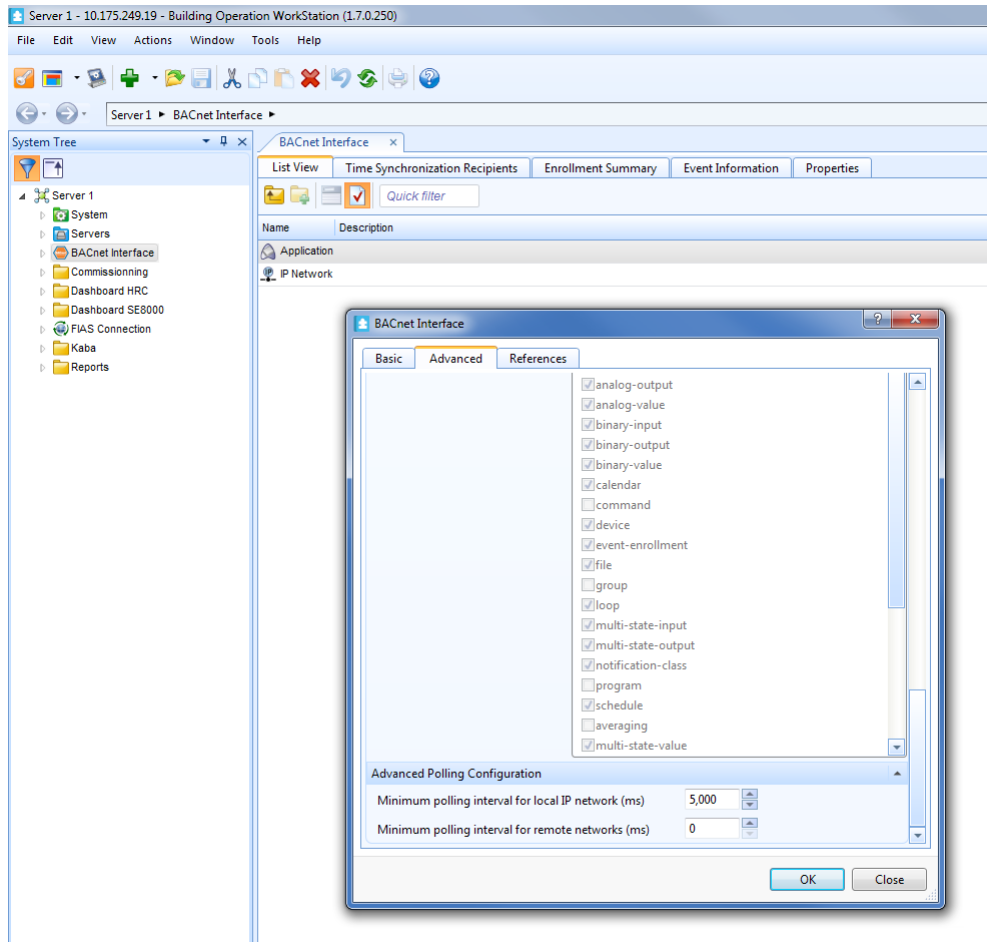 Server 1 - 10.175.249.19 - Building Operation WorkStation (1.7.0.250)
File Edit View Actions Window Tools Help
Server 1 ► BACnet Interface ►
System Tree
BACnet Interface x
List View Time Synchronization Recipients Enrollment Summary Event Information Properties
Quick filter
Server 1
System
Servers
BACnet Interface
Commissionning
Dashboard HRC
Dashboard SE8000
FIAS Connection
Kaba
Reports
Name Description
Application
IP Network
BACnet Interface
Basic Advanced References
analog-output
analog-value
binary-input
binary-output
binary-value
calendar
command
device
event-enrollment
file
group
loop
multi-state-input
multi-state-output
notification-class
program
schedule
averaging
multi-state-value
Advanced Polling Configuration
Minimum polling interval for local IP network (ms) 5,000
Minimum polling interval for remote networks (ms) 0
OK Close